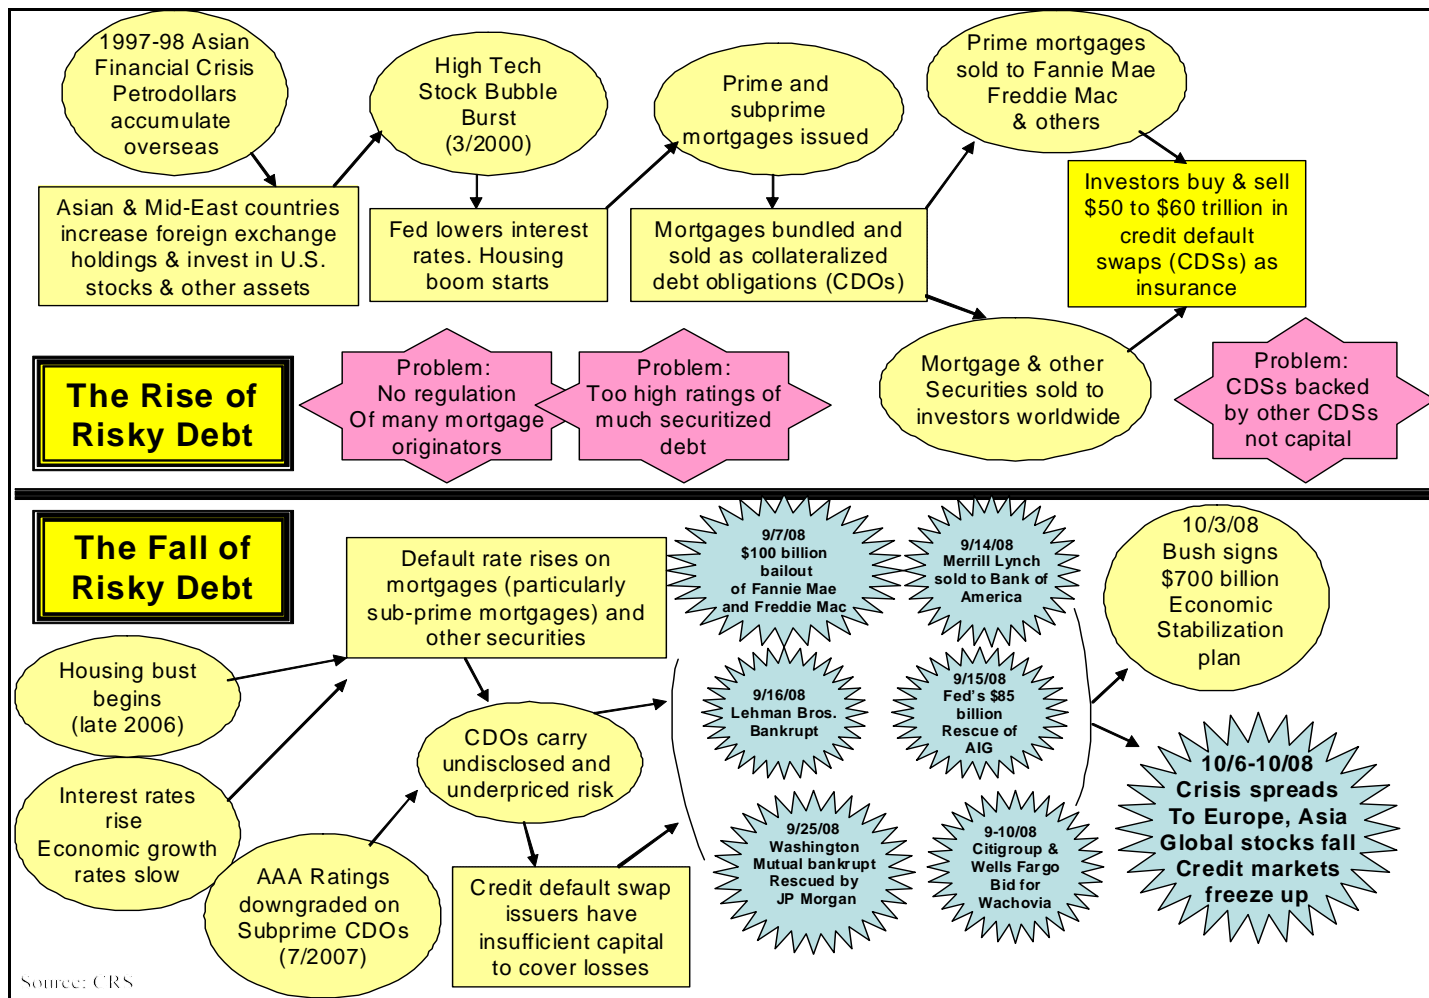 1997-98 Asian
Financial Crisis
Petrodollars
accumulate
overseas
High Tech
Stock Bubble
Burst
(3/2000)
Prime and
subprime
mortgages issued
Prime mortgages
sold to Fannie Mae
Freddie Mac
& others
Asian & Mid-East countries
increase foreign exchange
holdings & invest in U.S.
stocks & other assets
Fed lowers interest
rates. Housing
boom starts
Mortgages bundled and
sold as collateralized
debt obligations (CDOs)
Investors buy & sell
$50 to $60 trillion in
credit default
swaps (CDSs) as
insurance
The Rise of
Risky Debt
Problem:
No regulation
Of many mortgage
originators
Problem:
Too high ratings of
much securitized
debt
Mortgage & other
Securities sold to
investors worldwide
Problem:
CDSs backed
by other CDSs
not capital
The Fall of
Risky Debt
Default rate rises on
mortgages (particularly
sub-prime mortgages) and
other securities
9/7/08
$100 billion
bailout
of Fannie Mae
and Freddie Mac
9/14/08
Merrill Lynch
sold to Bank of
America
10/3/08
Bush signs
$700 billion
Economic
Stabilization
plan
Housing bust
begins
(late 2006)
CDOs carry
undisclosed and
underpriced risk
9/16/08
Lehman Bros.
Bankrupt
9/15/08
Fed's $85
billion
Rescue of
AIG
Interest rates
rise
Economic growth
rates slow
AAA Ratings
downgraded on
Subprime CDOs
(7/2007)
Credit default swap
issuers have
insufficient capital
to cover losses
9/25/08
Washington
Mutual bankrupt
Rescued by
JP Morgan
9-10/08
Citigroup &
Wells Fargo
Bid for
Wachovia
10/6-10/08
Crisis spreads
To Europe, Asia
Global stocks fall
Credit markets
freeze up
Source: CRS